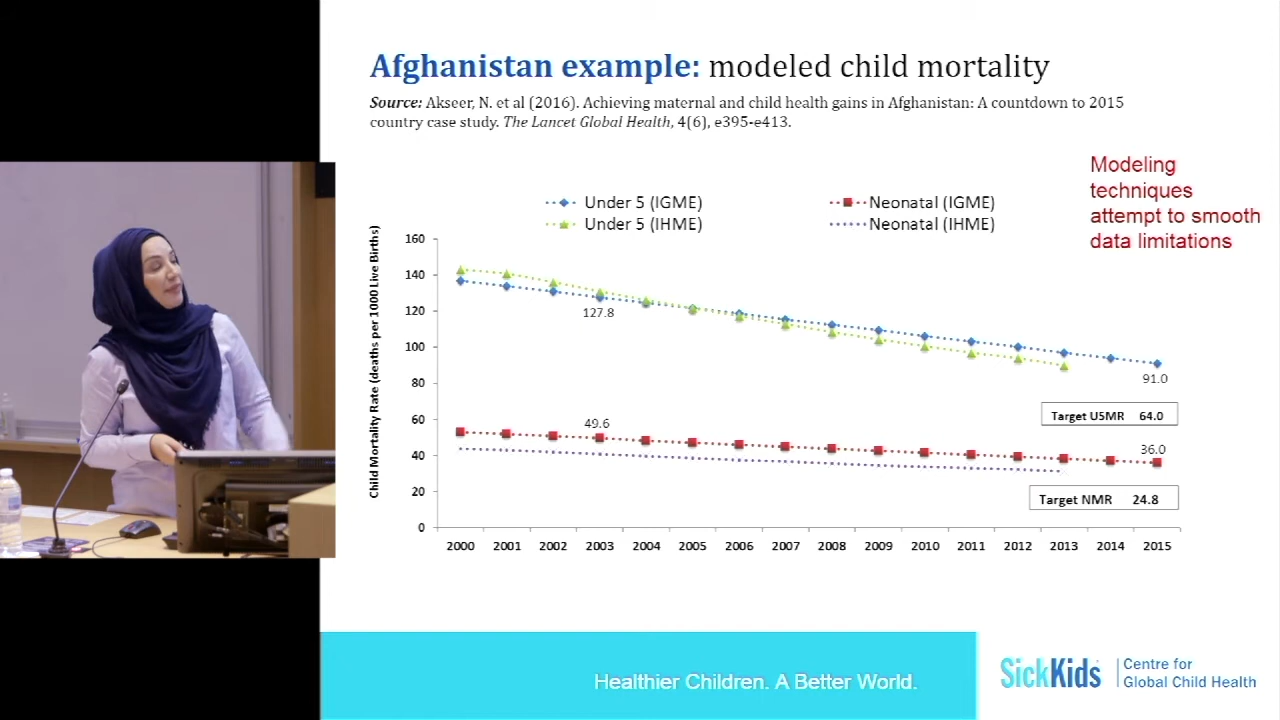 Afghanistan example: modeled child mortality
Source: Akseer, N. et al (2016). Achieving maternal and child health gains in Afghanistan: A countdown to 2015
country case study. The Lancet Global Health, 4(6), e395-e413.
Modeling
techniques
attempt to smooth
data limitations
Under 5 (IGME)
Neonatal (IGME)
Under 5 (IHME)
Neonatal (IHME)
Child Mortality Rate (deaths per 1000 Live Births)
160
140
120
100
80
60
40
20
0
127.8
91.0
Target U5MR 64.0
49.6
36.0
Target NMR 24.8
2000 2001 2002 2003 2004 2005 2006 2007 2008 2009 2010 2011 2012 2013 2014 2015
Healthier Children. A Better World.
SickKids
Centre for
Global Child Health